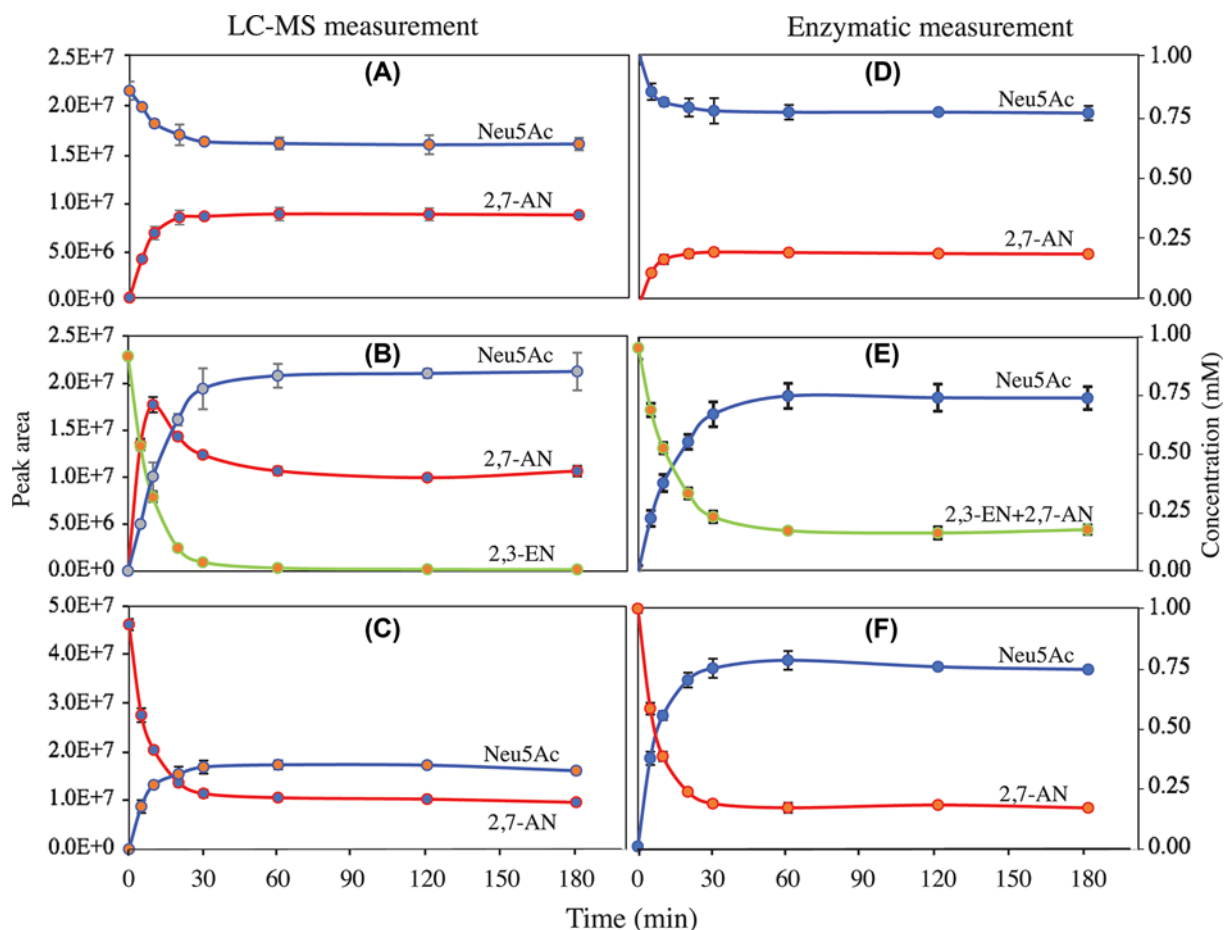 LC-MS measurement
Enzymatic measurement
2.5E+7
(A)
2.0E+7
Neu5Ac
1.5E+7
1.0E+7
2,7-AN
5.0E+6
0.0E+0
(D)
1.00
Neu5Ac
0.75
0.50
2,7-AN
0.25
0.00
2.5E+7
(B)
Neu5Ac
2.0E+7
1.5E+7
2,7-AN
1.0E+7
5.0E+6
2,3-EN
0.0E+0
Peak area
(E)
1.00
Neu5Ac
0.75
0.50
2,3-EN+2,7-AN
0.25
0.00
Concentration (mM)
5.0E+7
(C)
4.0E+7
3.0E+7
2.0E+7
Neu5Ac
1.0E+7
2,7-AN
0.0E+0
0 30 60 90 120 150 180
(F)
1.00
Neu5Ac
0.75
0.50
2,7-AN
0.25
0.00
0 30 60 90 120 150 180
Time (min)